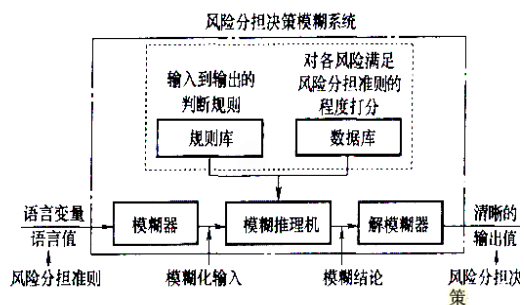 风险分担决策模糊系统
输入到输出的
判断规则
规则库
对各风险满足
风险分担准则的
程度打分
数据库
语言变量
语言值
模糊器
模糊推理机
解模糊器
清晰的
输出值
风险分担准则
模糊化输入
模糊结论
风险分担决
策